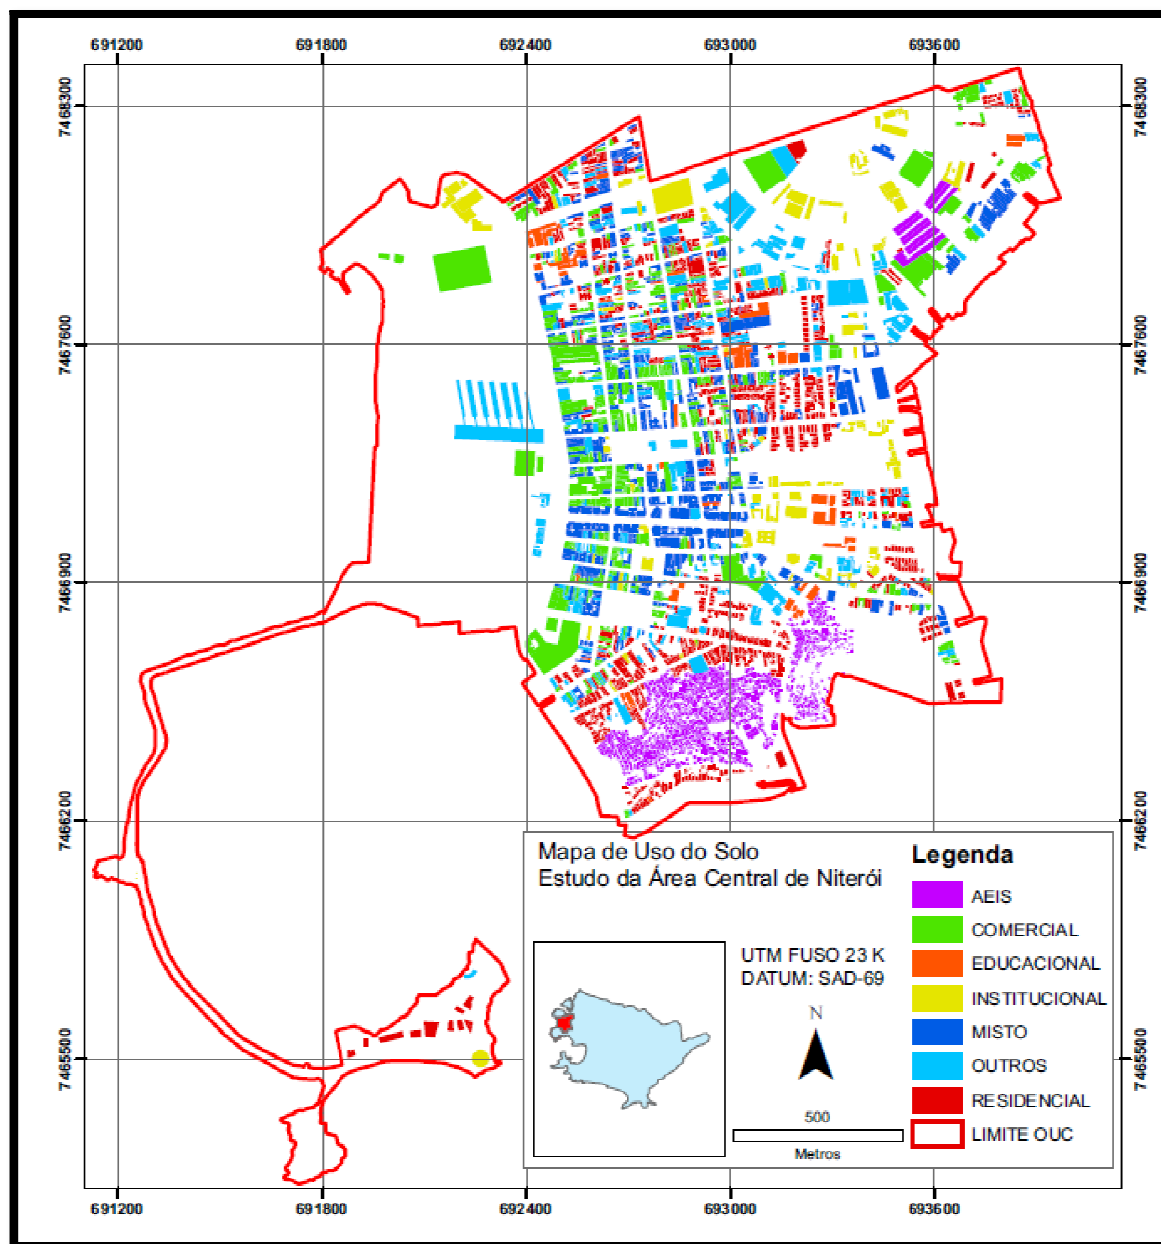 691200 691800 692400 693000 693600
7468300 7468300
7467600 7467600
7466900 7466900
7466200 7466200
7465500 7465500
Mapa de Uso do Solo
Estudo da Área Central de Niterói
UTM FUSO 23 K
DATUM: SAD-69
N
500
Metros
Legenda
AEIS
COMERCIAL
EDUCACIONAL
INSTITUCIONAL
MISTO
OUTROS
RESIDENCIAL
LIMITE OUC
691200 691800 692400 693000 693600